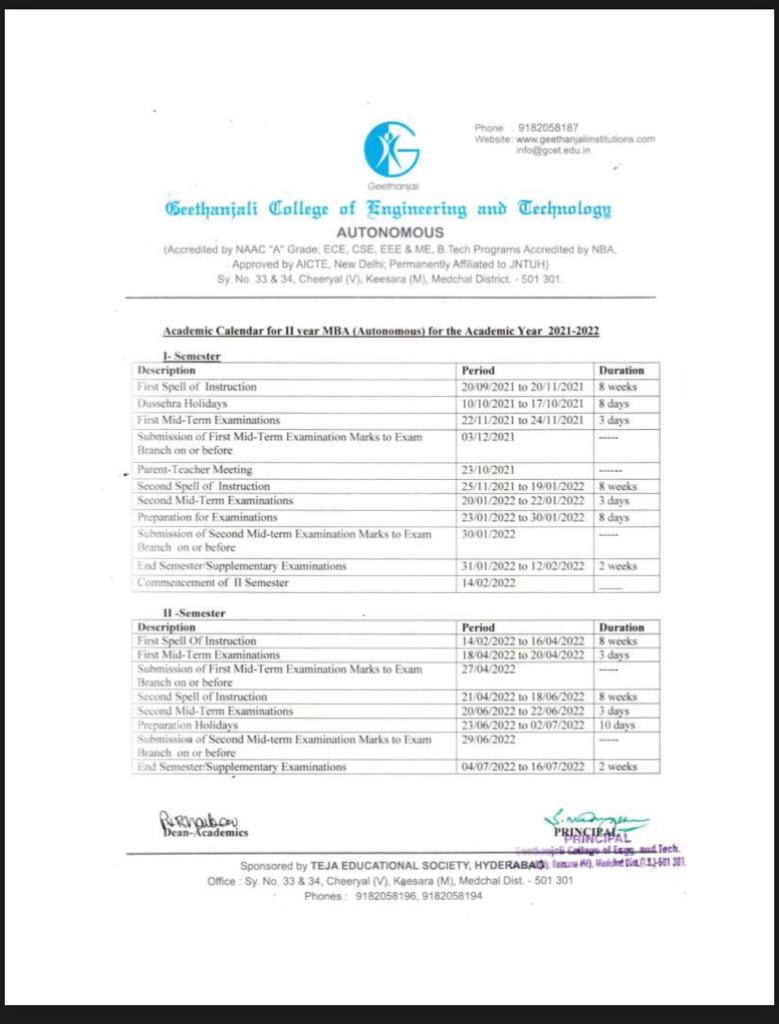 Phone : 9182058187
Website: www.geethanjaliinstitutions.com
info@gcet.edu.in
Geethanjali
Geethanjali College of Engineering and Technology
AUTONOMOUS
(Accredited by NAAC "A" Grade; ECE, CSE, EEE & ME, B.Tech Programs Accredited by NBA,
Approved by AICTE, New Delhi; Permanently Affiliated to JNTUH)
Sy. No. 33 & 34, Cheeryal (V), Keesara (M), Medchal District. - 501 301.
Academic Calendar for II year MBA (Autonomous) for the Academic Year 2021-2022
I- Semester
Description Period Duration
First Spell of Instruction 20/09/2021 to 20/11/2021 8 weeks
Dussehra Holidays 10/10/2021 to 17/10/2021 8 days
First Mid-Term Examinations 22/11/2021 to 24/11/2021 3 days
Submission of First Mid-Term Examination Marks to Exam 03/12/2021 -----
Branch on or before
Parent-Teacher Meeting 23/10/2021 ------
Second Spell of Instruction 25/11/2021 to 19/01/2022 8 weeks
Second Mid-Term Examinations 20/01/2022 to 22/01/2022 3 days
Preparation for Examinations 23/01/2022 to 30/01/2022 8 days
Submission of Second Mid-term Examination Marks to Exam 30/01/2022 -----
Branch on or before
End Semester/Supplementary Examinations 31/01/2022 to 12/02/2022 2 weeks
Commencement of II Semester 14/02/2022 ____
II -Semester
Description Period Duration
First Spell Of Instruction 14/02/2022 to 16/04/2022 8 weeks
First Mid-Term Examinations 18/04/2022 to 20/04/2022 3 days
Submission of First Mid-Term Examination Marks to Exam 27/04/2022 -----
Branch on or before
Second Spell of Instruction 21/04/2022 to 18/06/2022 8 weeks
Second Mid-Term Examinations 20/06/2022 to 22/06/2022 3 days
Preparation Holidays 23/06/2022 to 02/07/2022 10 days
Submission of Second Mid-term Examination Marks to Exam 29/06/2022 -----
Branch on or before
End Semester/Supplementary Examinations 04/07/2022 to 16/07/2022 2 weeks
Dean-Academics
PRINCIPAL
PRINCIPAL
Geethanjali College of Engg. and Tech.
Keesara (M), Medchal Dist.(T.S.)-501 301.
Sponsored by TEJA EDUCATIONAL SOCIETY, HYDERABAD
Office : Sy. No. 33 & 34, Cheeryal (V), Keesara (M), Medchal Dist. - 501 301
Phones : 9182058196, 9182058194